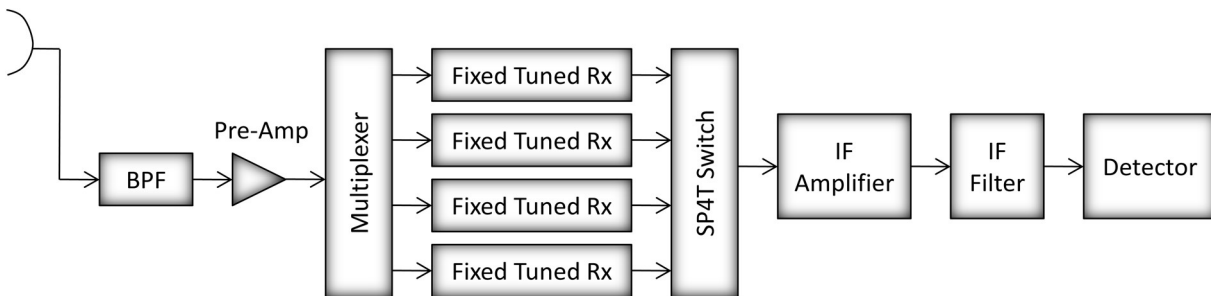 Pre-Amp
BPF
Multiplexer
Fixed Tuned Rx
Fixed Tuned Rx
Fixed Tuned Rx
Fixed Tuned Rx
SP4T Switch
IF
Amplifier
IF
Filter
Detector